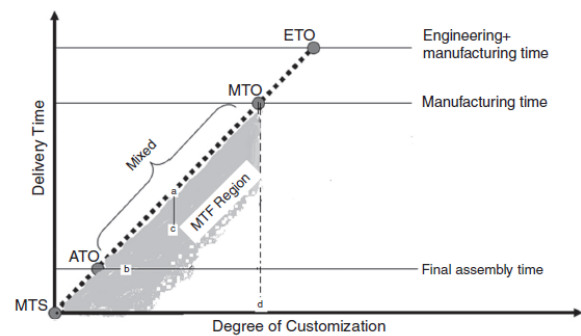 ETO
Engineering+
manufacturing time
MTO
Manufacturing time
Delivery Time
Mixed
a
c
MTF Region
ATO
b
Final assembly time
MTS
d
Degree of Customization